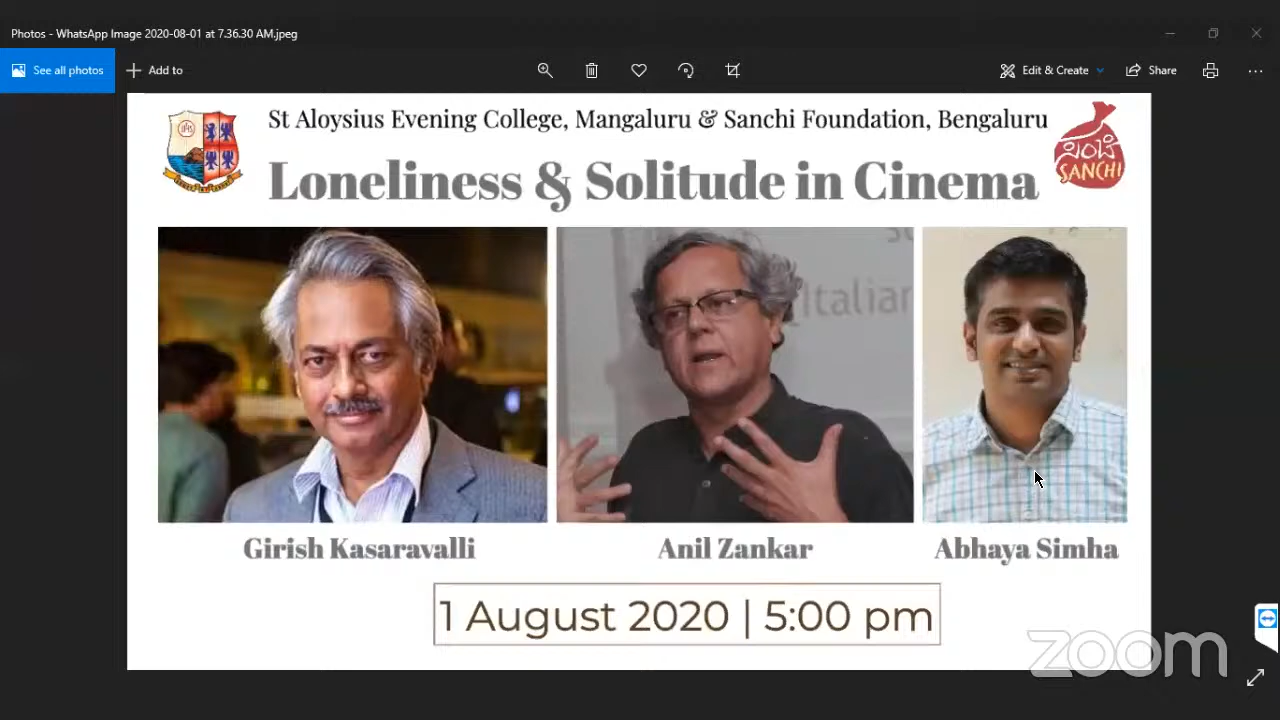 Photos - WhatsApp Image 2020-08-01 at 7.36.30 AM.jpeg
See all photos
Add to
Edit & Create
Share
St Aloysius Evening College, Mangaluru & Sanchi Foundation, Bengaluru
ಸಂಚಿ
SANCHI
Loneliness & Solitude in Cinema
Italian
Girish Kasaravalli
Anil Zankar
Abhaya Simha
1 August 2020 | 5:00 pm
zoom